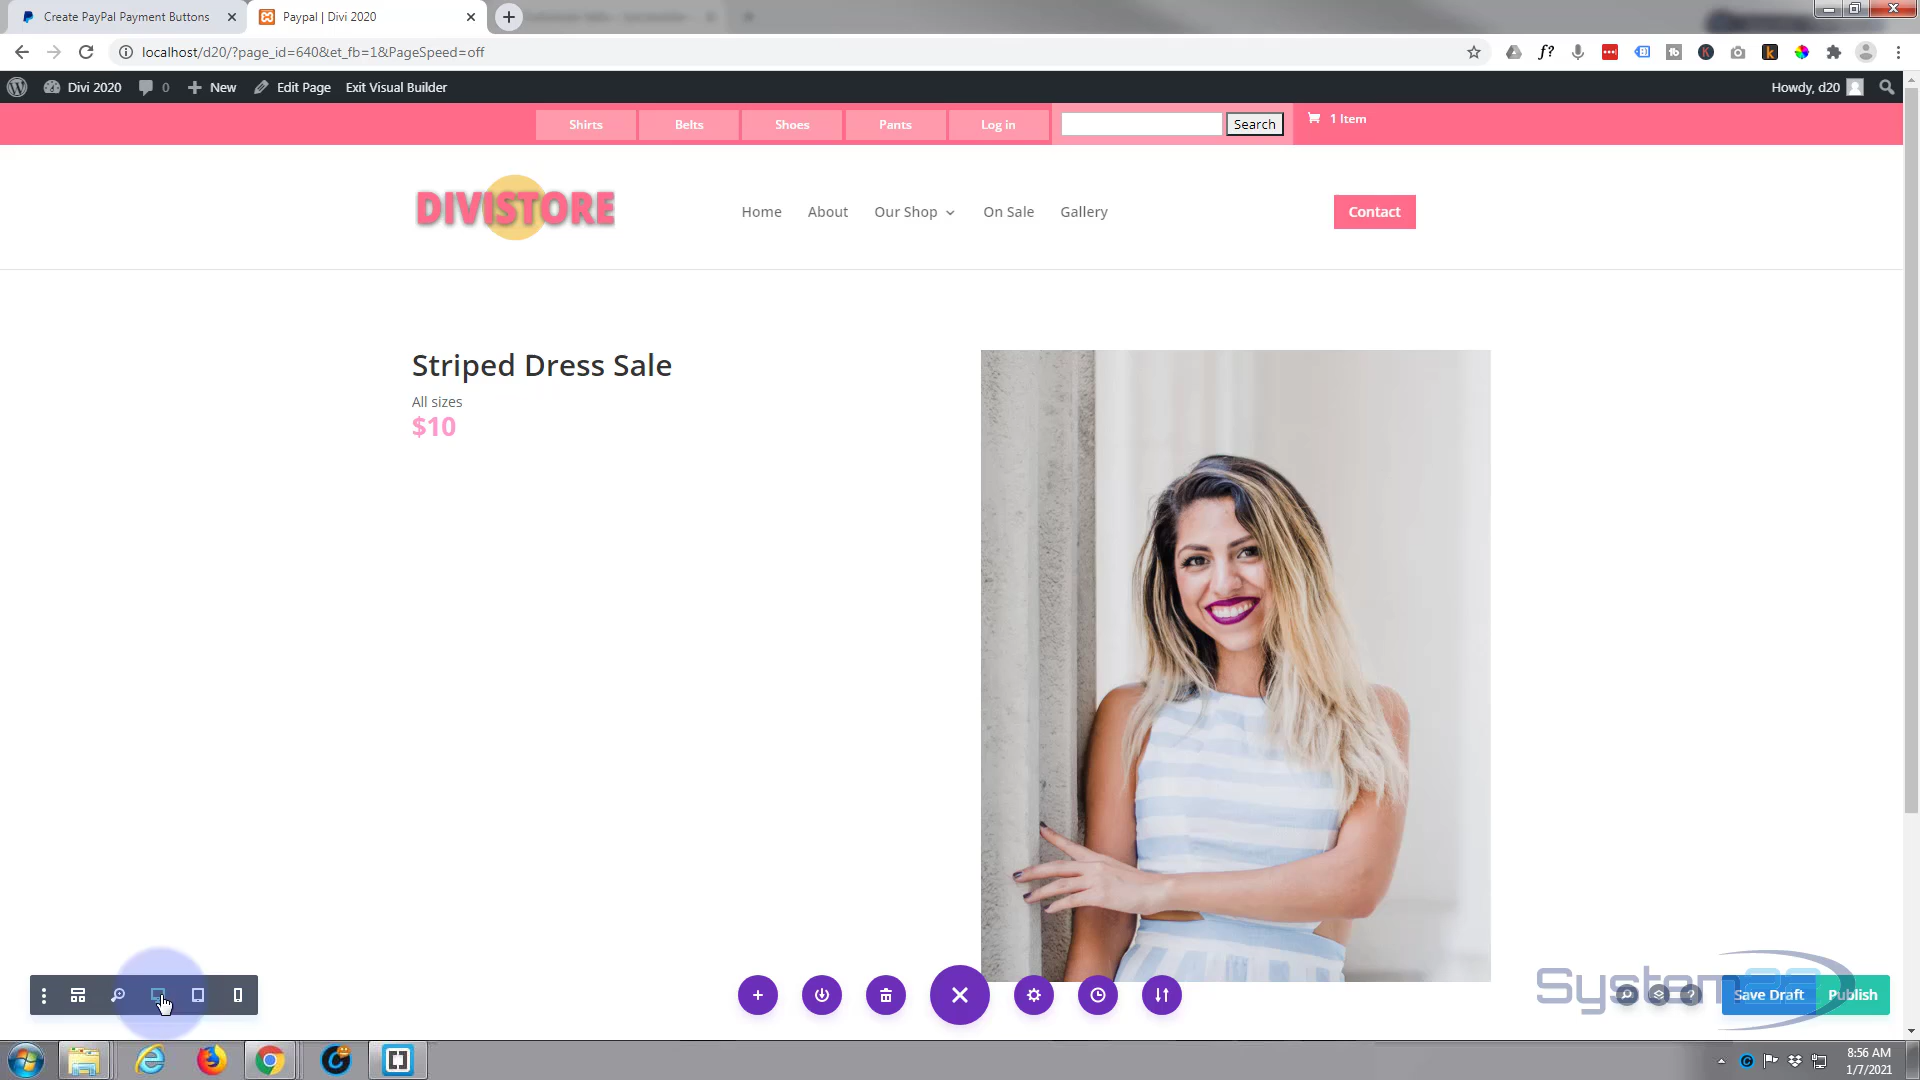 Create PayPal Payment Buttons
Paypal | Divi 2020
localhost/d20/?page_id=640&et_fb=1&PageSpeed=off
Divi 2020
0
New
Edit Page
Exit Visual Builder
Howdy, d20
Shirts
Belts
Shoes
Pants
Log in
Search
1 Item
DIVISTORE
Home
About
Our Shop
On Sale
Gallery
Contact
Striped Dress Sale
All sizes
$10
System22
Save Draft
Publish
8:56 AM
1/7/2021